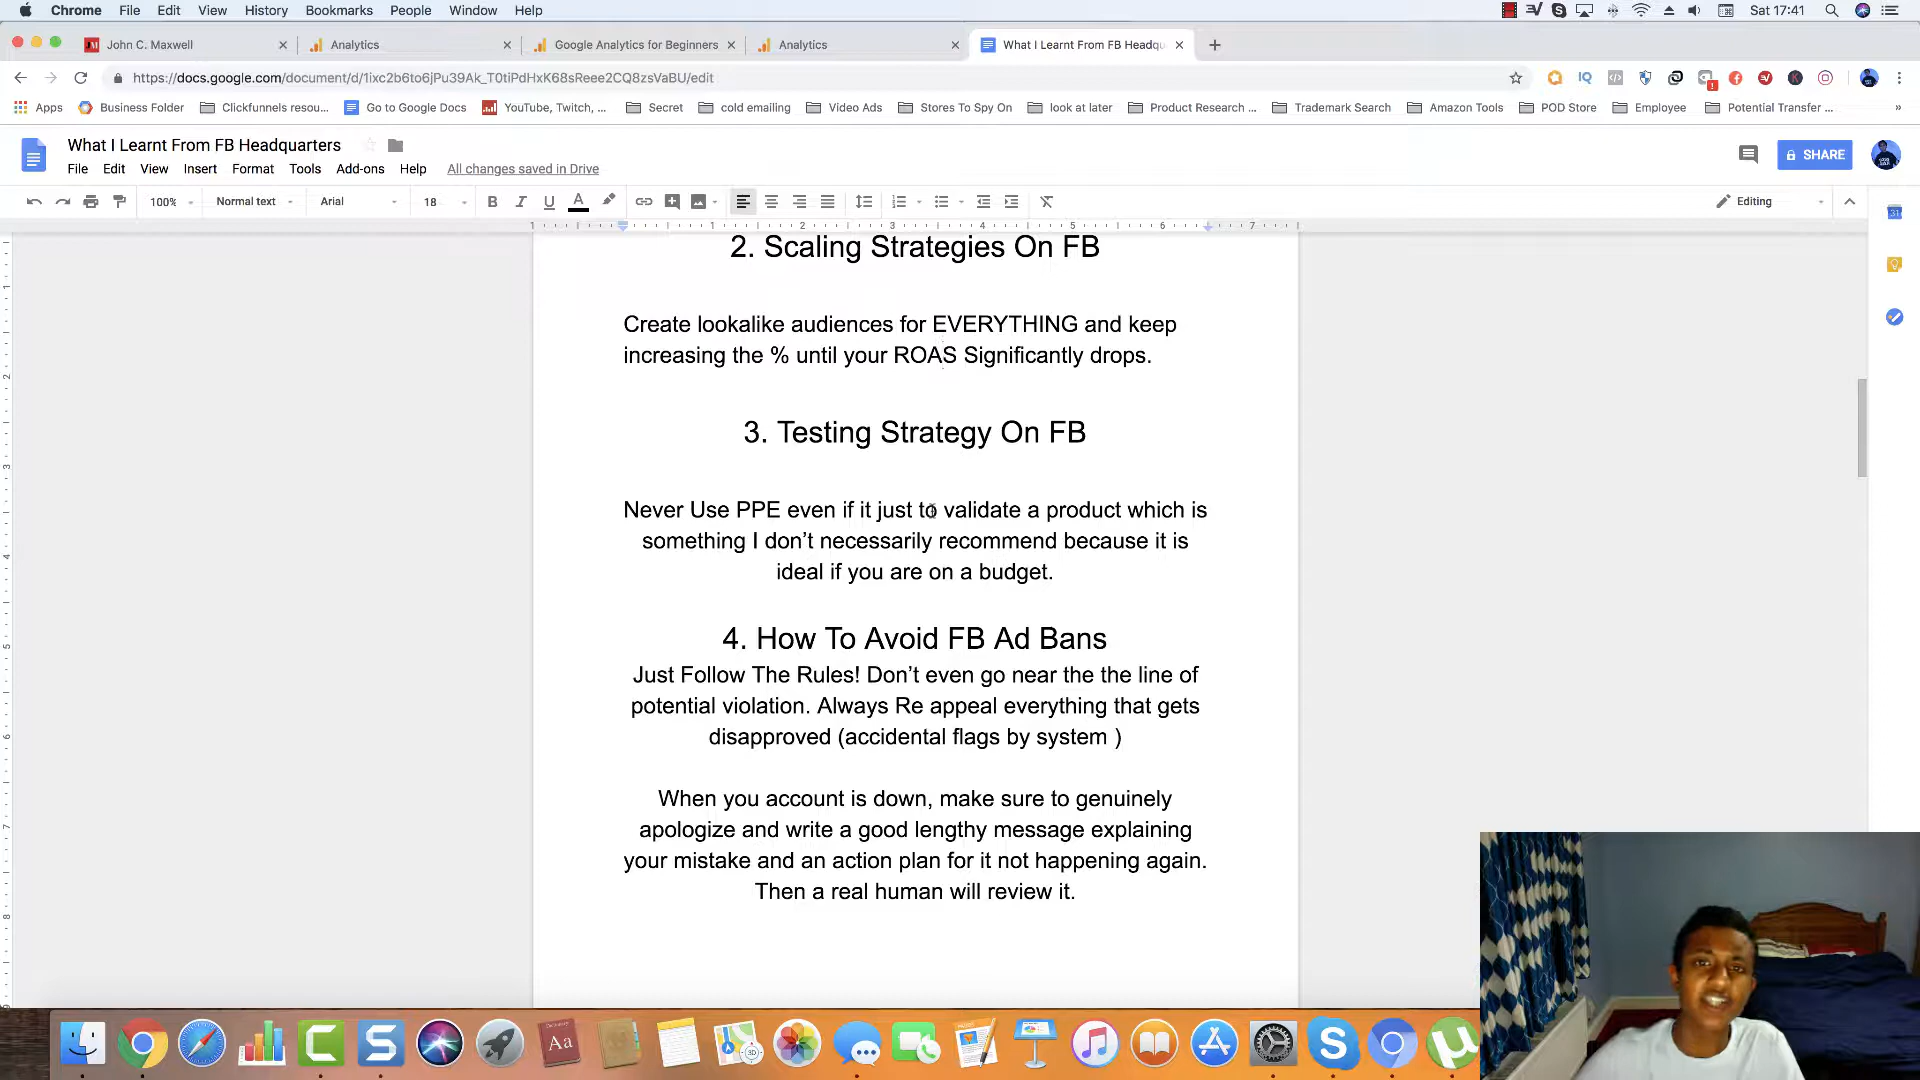 Chrome File Edit View History Bookmarks People Window Help Sat 17:41
John C. Maxwell Analytics Google Analytics for Beginners Analytics What I Learnt From FB Headqu
https://docs.google.com/document/d/1ixc2b6to6jPu39Ak_T0tiPdHxK68sReee2CQ8zsVaBU/edit
Apps Business Folder Clickfunnels resou... Go to Google Docs YouTube, Twitch, ... Secret cold emailing Video Ads Stores To Spy On look at later Product Research ... Trademark Search Amazon Tools POD Store Employee Potential Transfer ... »
What I Learnt From FB Headquarters
SHARE
File Edit View Insert Format Tools Add-ons Help All changes saved in Drive
100% Normal text Arial 18 B I U A Editing
1 1 2 3 4 5 6 7
2. Scaling Strategies On FB
Create lookalike audiences for EVERYTHING and keep
increasing the % until your ROAS Significantly drops.
3. Testing Strategy On FB
Never Use PPE even if it just to validate a product which is
something I don't necessarily recommend because it is
ideal if you are on a budget.
4. How To Avoid FB Ad Bans
Just Follow The Rules! Don't even go near the the line of
potential violation. Always Re appeal everything that gets
disapproved (accidental flags by system )
When you account is down, make sure to genuinely
apologize and write a good lengthy message explaining
your mistake and an action plan for it not happening again.
Then a real human will review it.